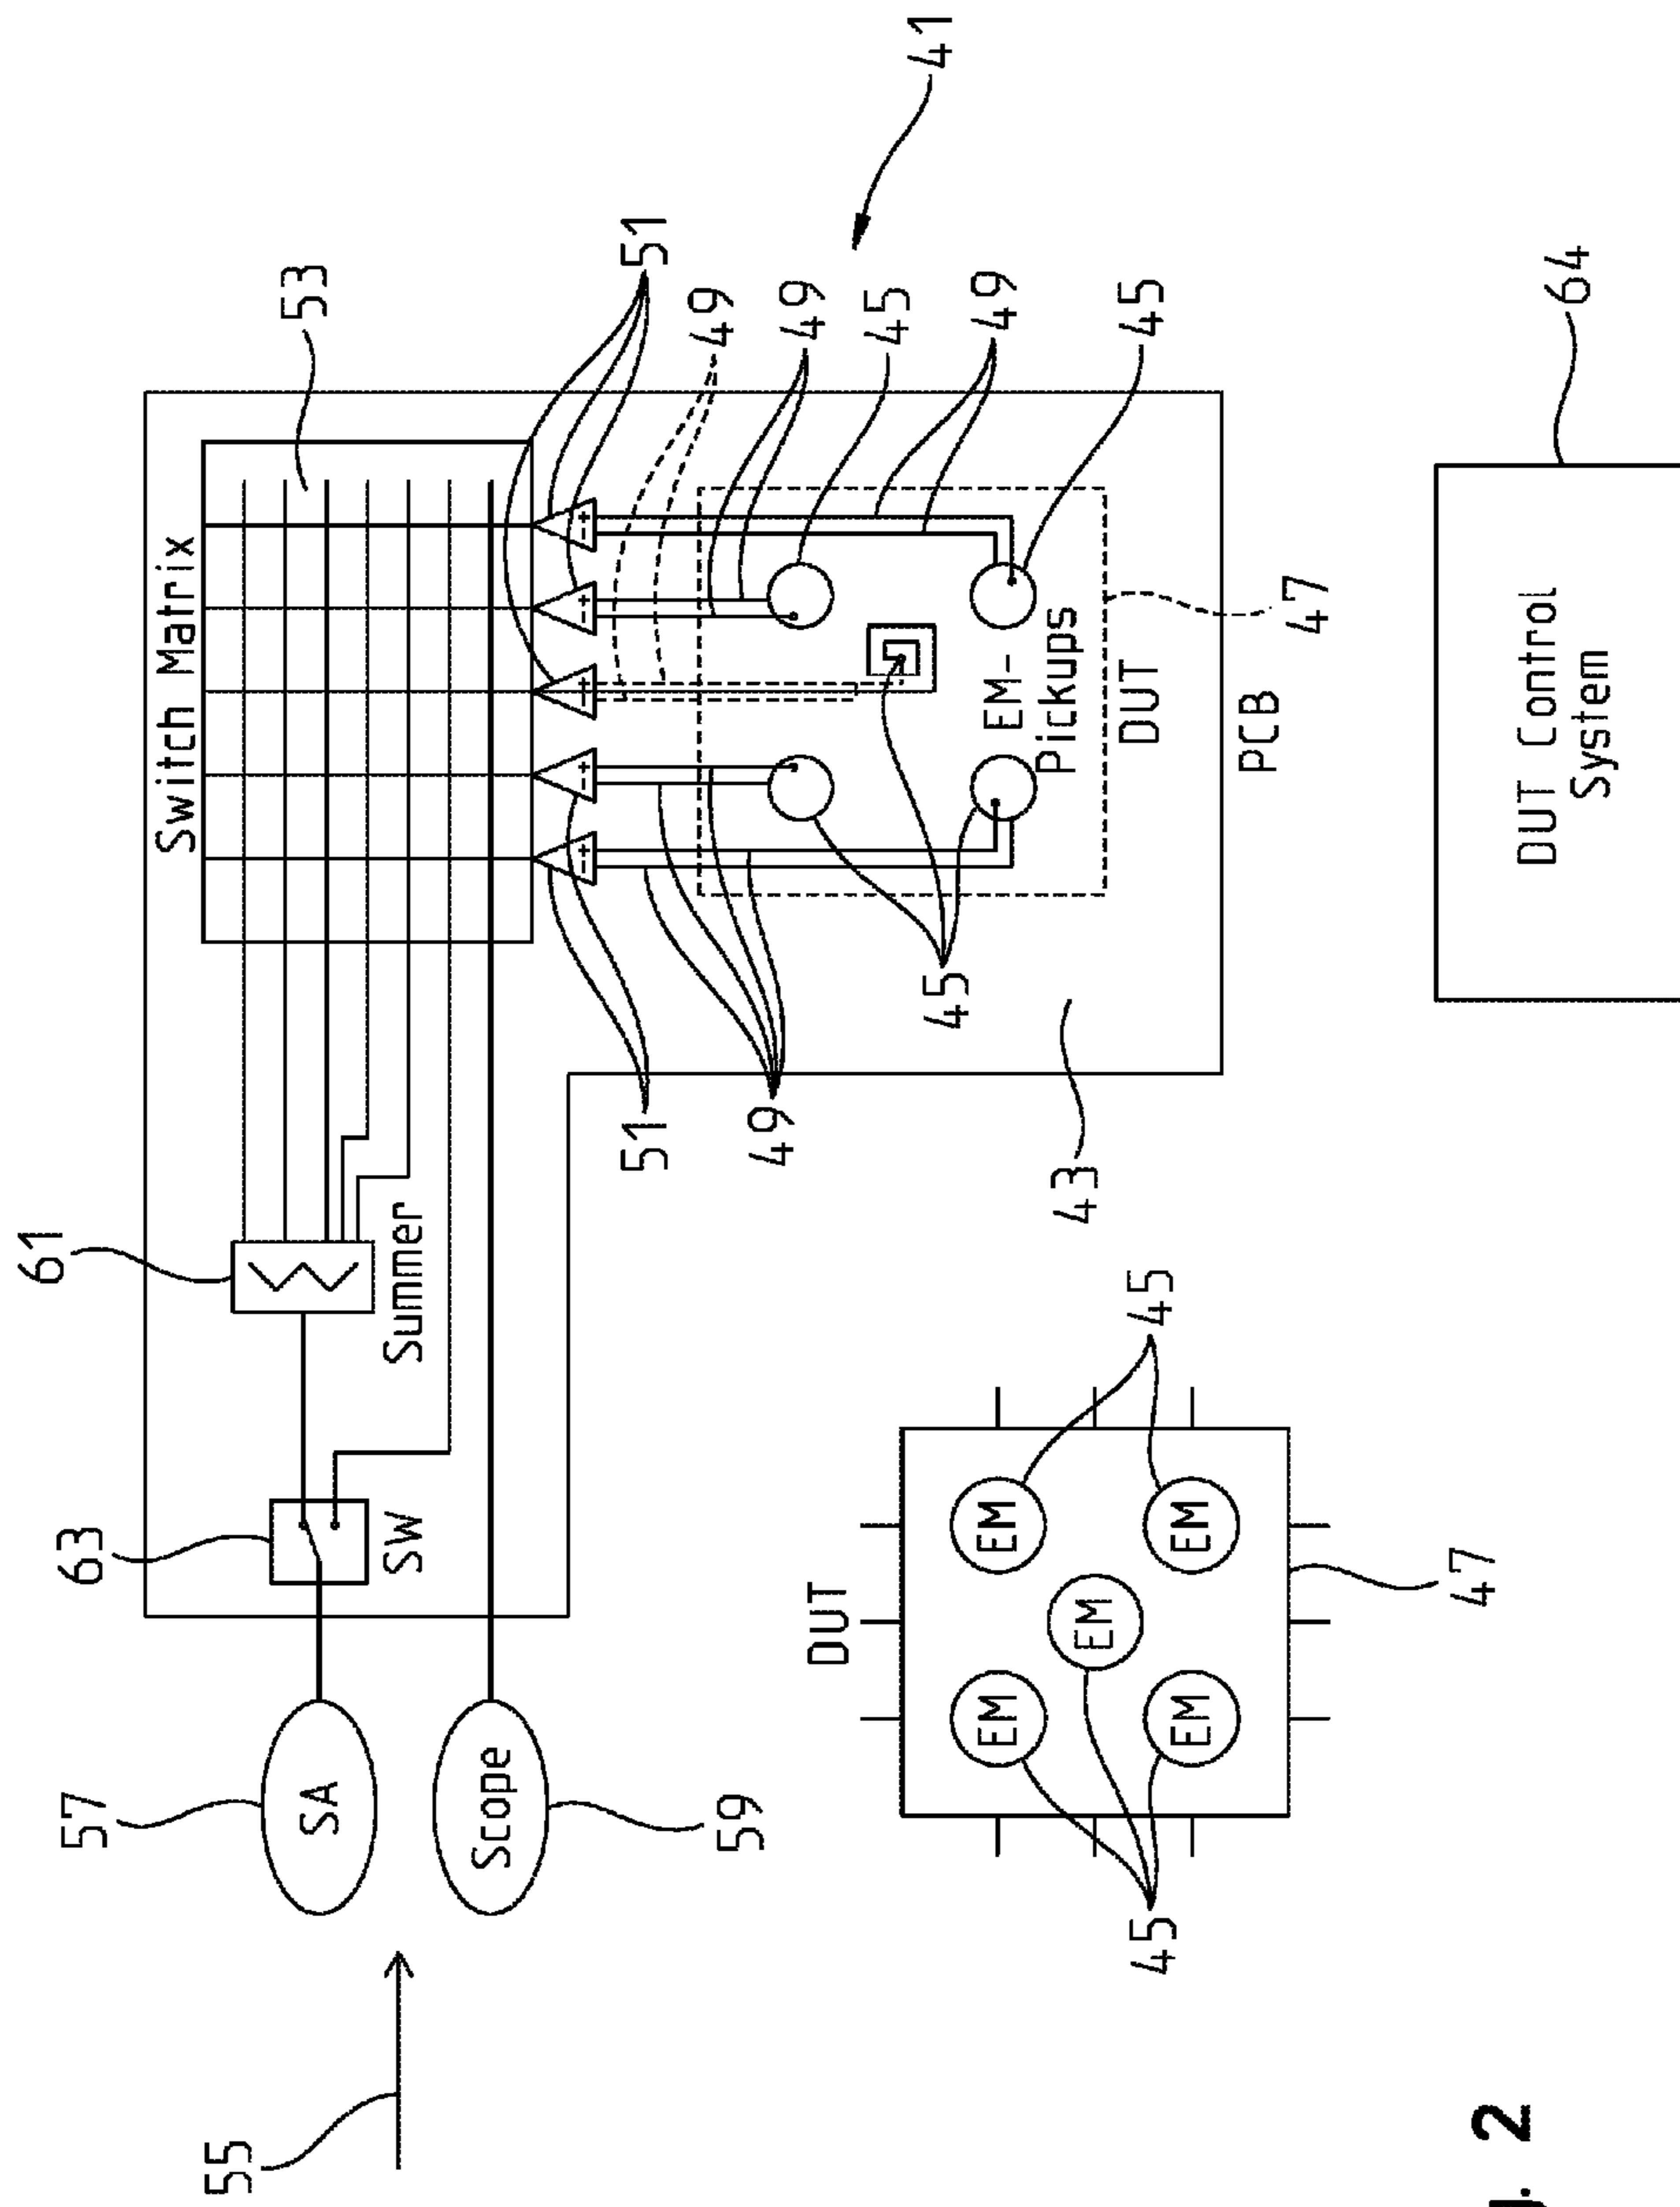 61
57
63
Switch Matrix
55
53
SA
SW
Summer
Scope
51
51
49
59
49
49
DUT
45
41
45
EM
EM
EM-
Pickups
49
43
EM
DUT
45
45
45
EM
EM
PCB
47
47
g. 2
DUT Control
System
64